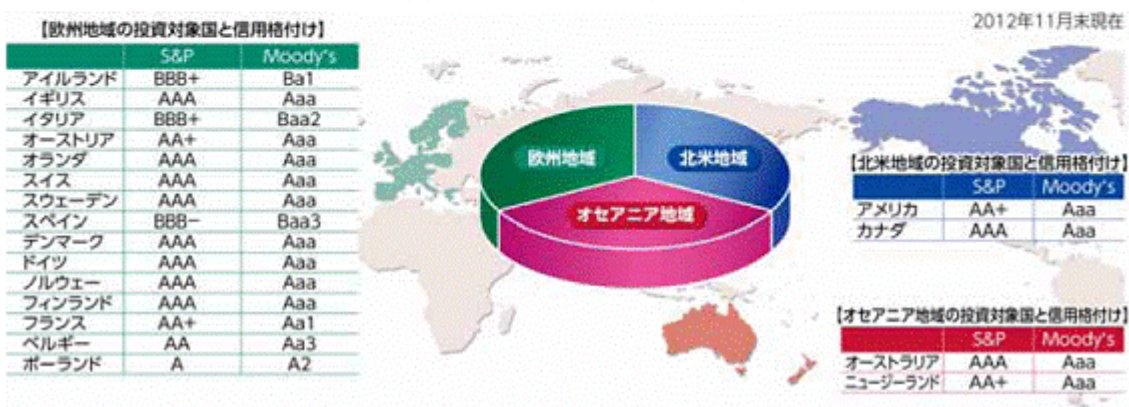 2012年11月末現在
【欧州地域の投資対象国と信用格付け】
S&P Moody's
アイルランド BBB+ Ba1
イギリス AAA Aaa
イタリア BBB+ Baa2
オーストリア AA+ Aaa
オランダ AAA Aaa
スイス AAA Aaa
スウェーデン AAA Aaa
スペイン BBB− Baa3
デンマーク AAA Aaa
ドイツ AAA Aaa
ノルウェー AAA Aaa
フィンランド AAA Aaa
フランス AA+ Aa1
ベルギー AA Aa3
ポーランド A A2
欧州地域
北米地域
オセアニア地域
【北米地域の投資対象国と信用格付け】
S&P Moody's
アメリカ AA+ Aaa
カナダ AAA Aaa
【オセアニア地域の投資対象国と信用格付け】
S&P Moody's
オーストラリア AAA Aaa
ニュージーランド AA+ Aaa